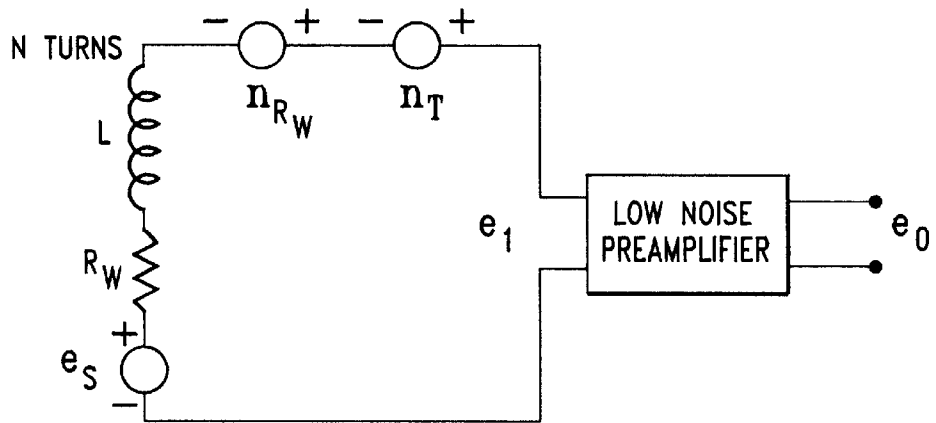 - + - +
N TURNS
n_{R_W}
n_T
L
LOW NOISE
PREAMPLIFIER
e_1
e_0
R_W
+
e_S
-